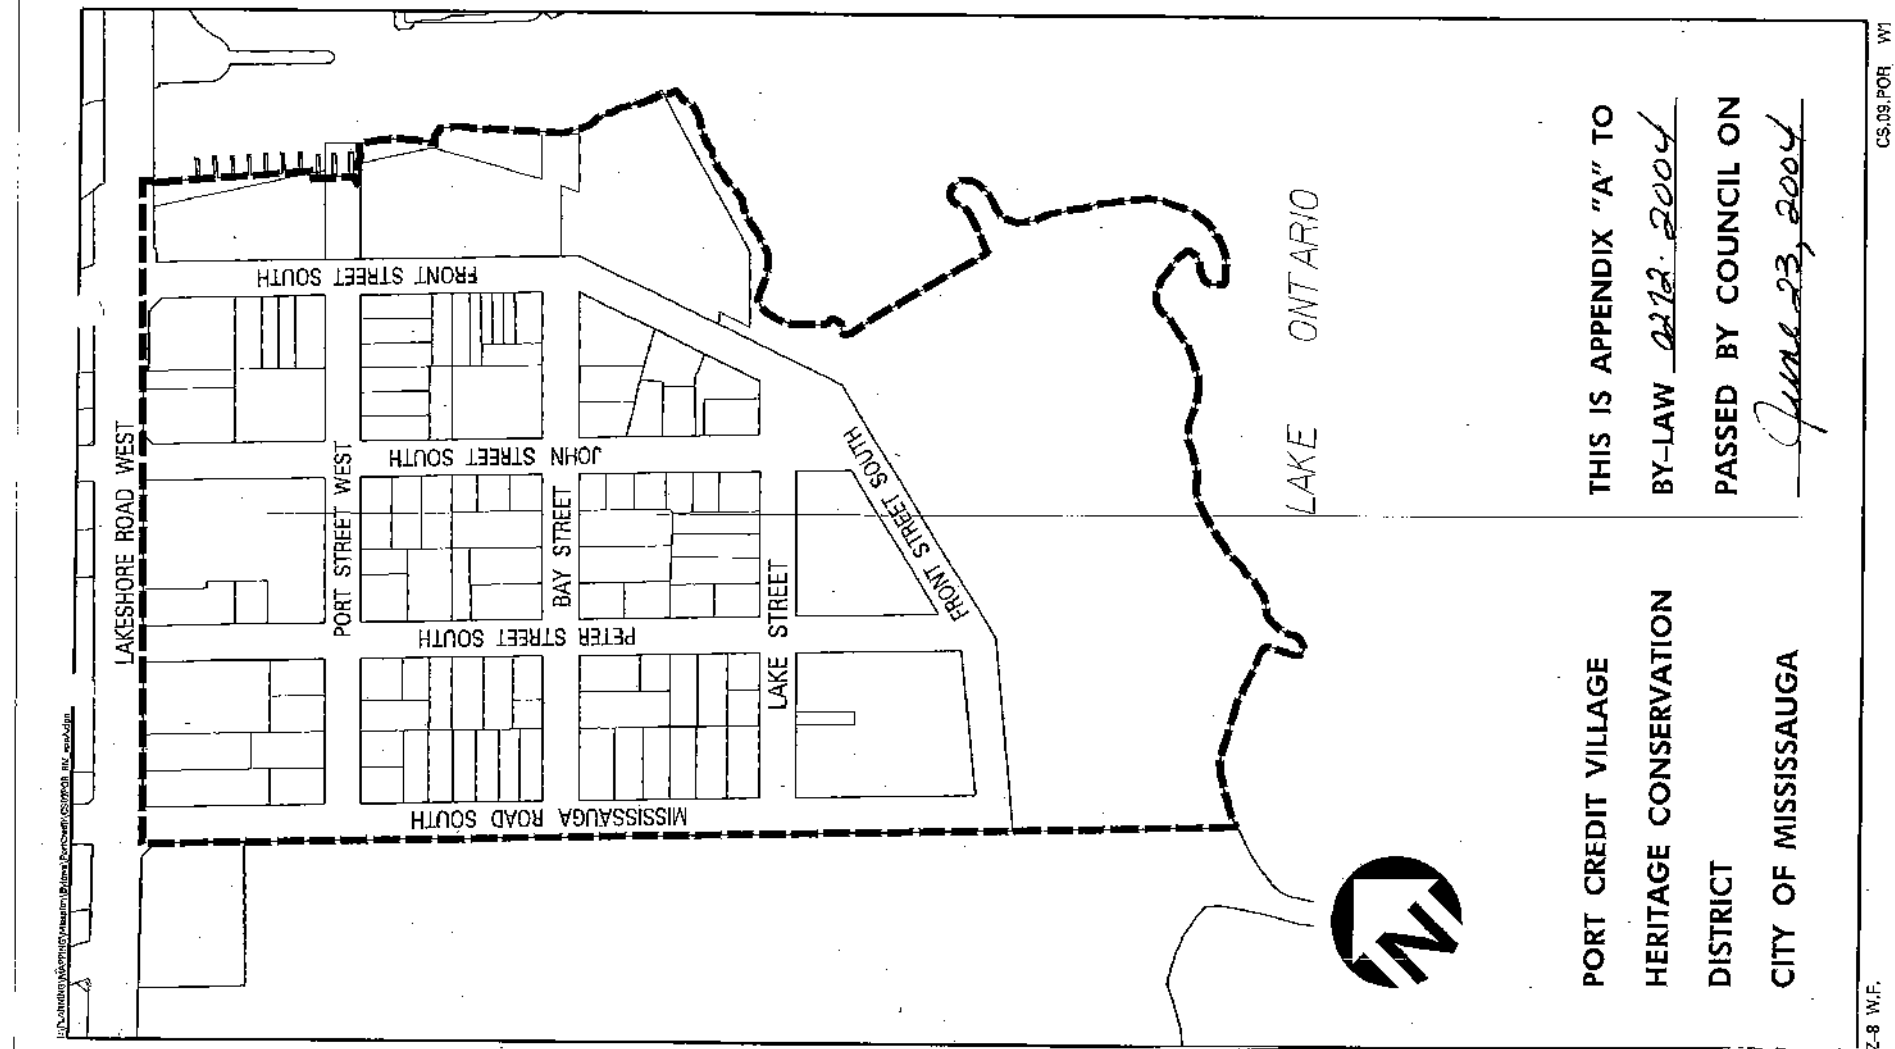 LAKESHORE ROAD WEST
FRONT STREET SOUTH
PORT STREET WEST
JOHN STREET SOUTH
BAY STREET
PETER STREET SOUTH
LAKE STREET
FRONT STREET SOUTH
MISSISSAUGA ROAD SOUTH
LAKE ONTARIO
N
PORT CREDIT VILLAGE
HERITAGE CONSERVATION
DISTRICT
CITY OF MISSISSAUGA
THIS IS APPENDIX "A" TO
BY-LAW 0272-2004
PASSED BY COUNCIL ON
June 23, 2004
Z-8 W.F.
CS.09.POR W1